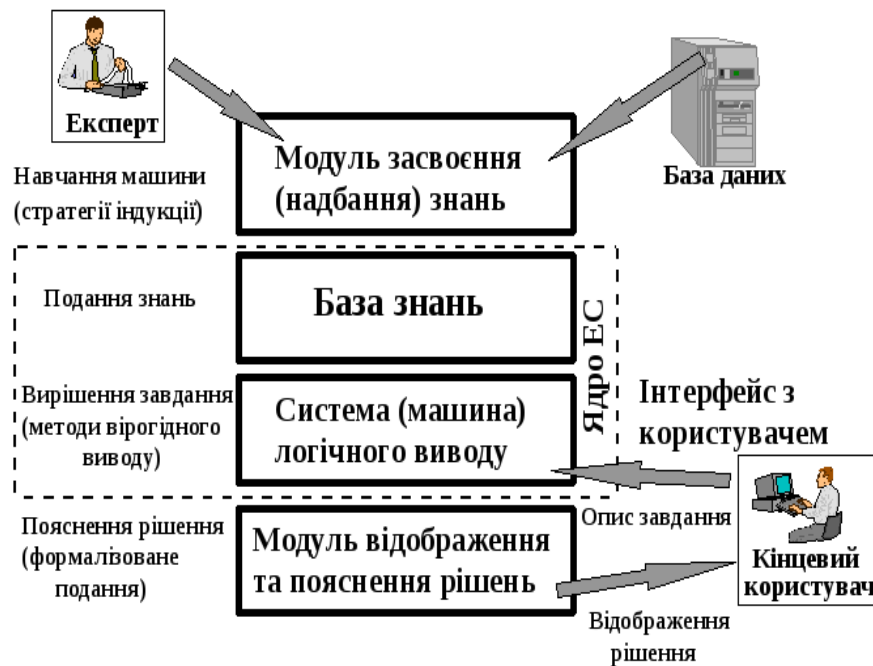 Експерт
Модуль засвоєння
(надбання) знань
База даних
Навчання машини
(стратегії індукції)
Подання знань
База знань
Ядро ЕС
Вирішення завдання
(методи вірогідного
виводу)
Система (машина)
логічного виводу
Інтерфейс з
користувачем
Опис завдання
Пояснення рішення
(формалізоване
подання)
Модуль відображення
та пояснення рішень
Кінцевий
користувач
Відображення
рішення